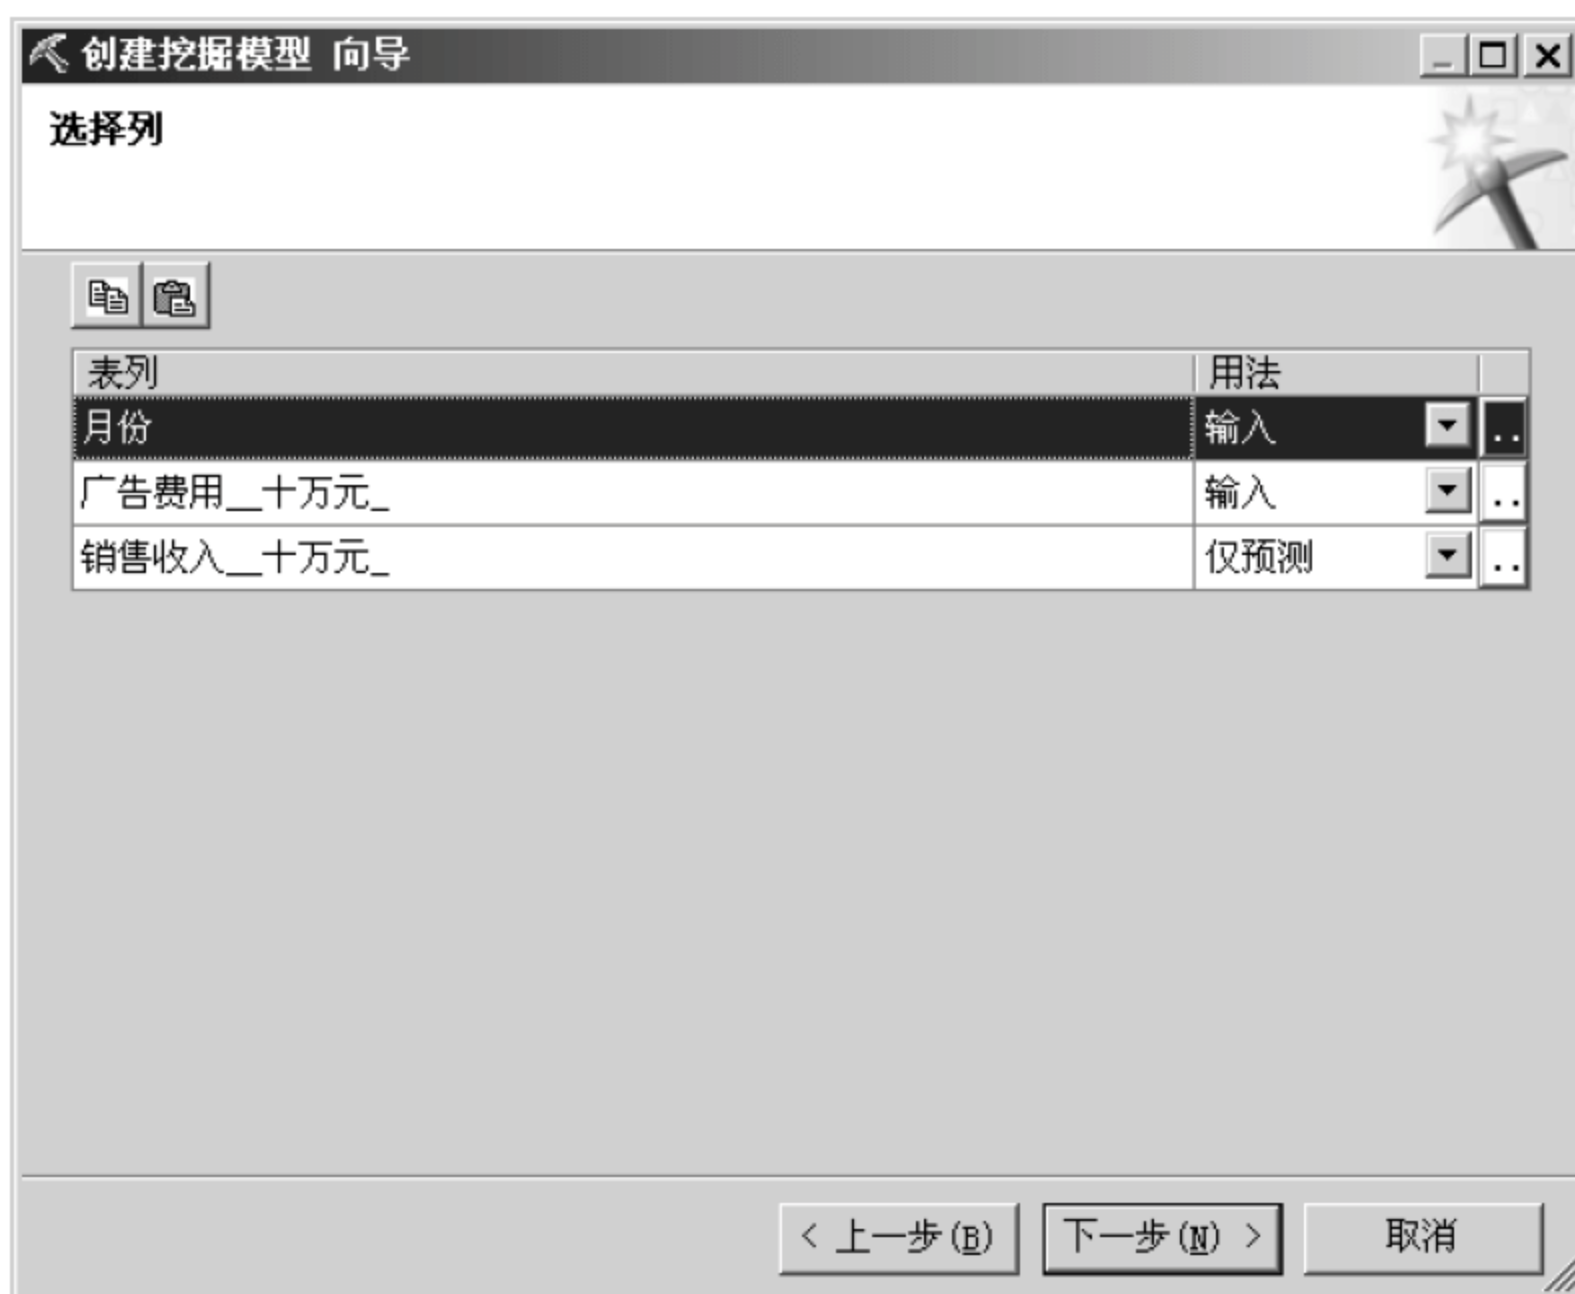 创建挖掘模型 向导
选择列
表列 用法
月份 输入 ..
广告费用__十万元_ 输入 ..
销售收入__十万元_ 仅预测 ..
< 上一步(B) 下一步(N) > 取消